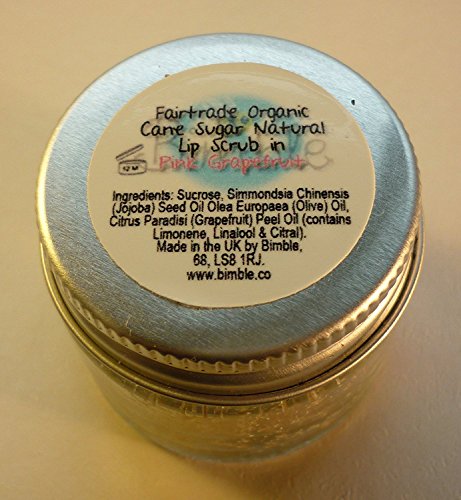 Fairtrade Organic
Cane Sugar Natural
Lip Scrub in
Pink Grapefruit
12 M
Ingredients: Sucrose, Simmondsia Chinensis
(Jojoba) Seed Oil Olea Europaea (Olive) Oil,
Citrus Paradisi (Grapefruit) Peel Oil (contains
Limonene, Linalool & Citral).
Made in the UK by Bimble,
68, LS8 1RJ.
www.bimble.co